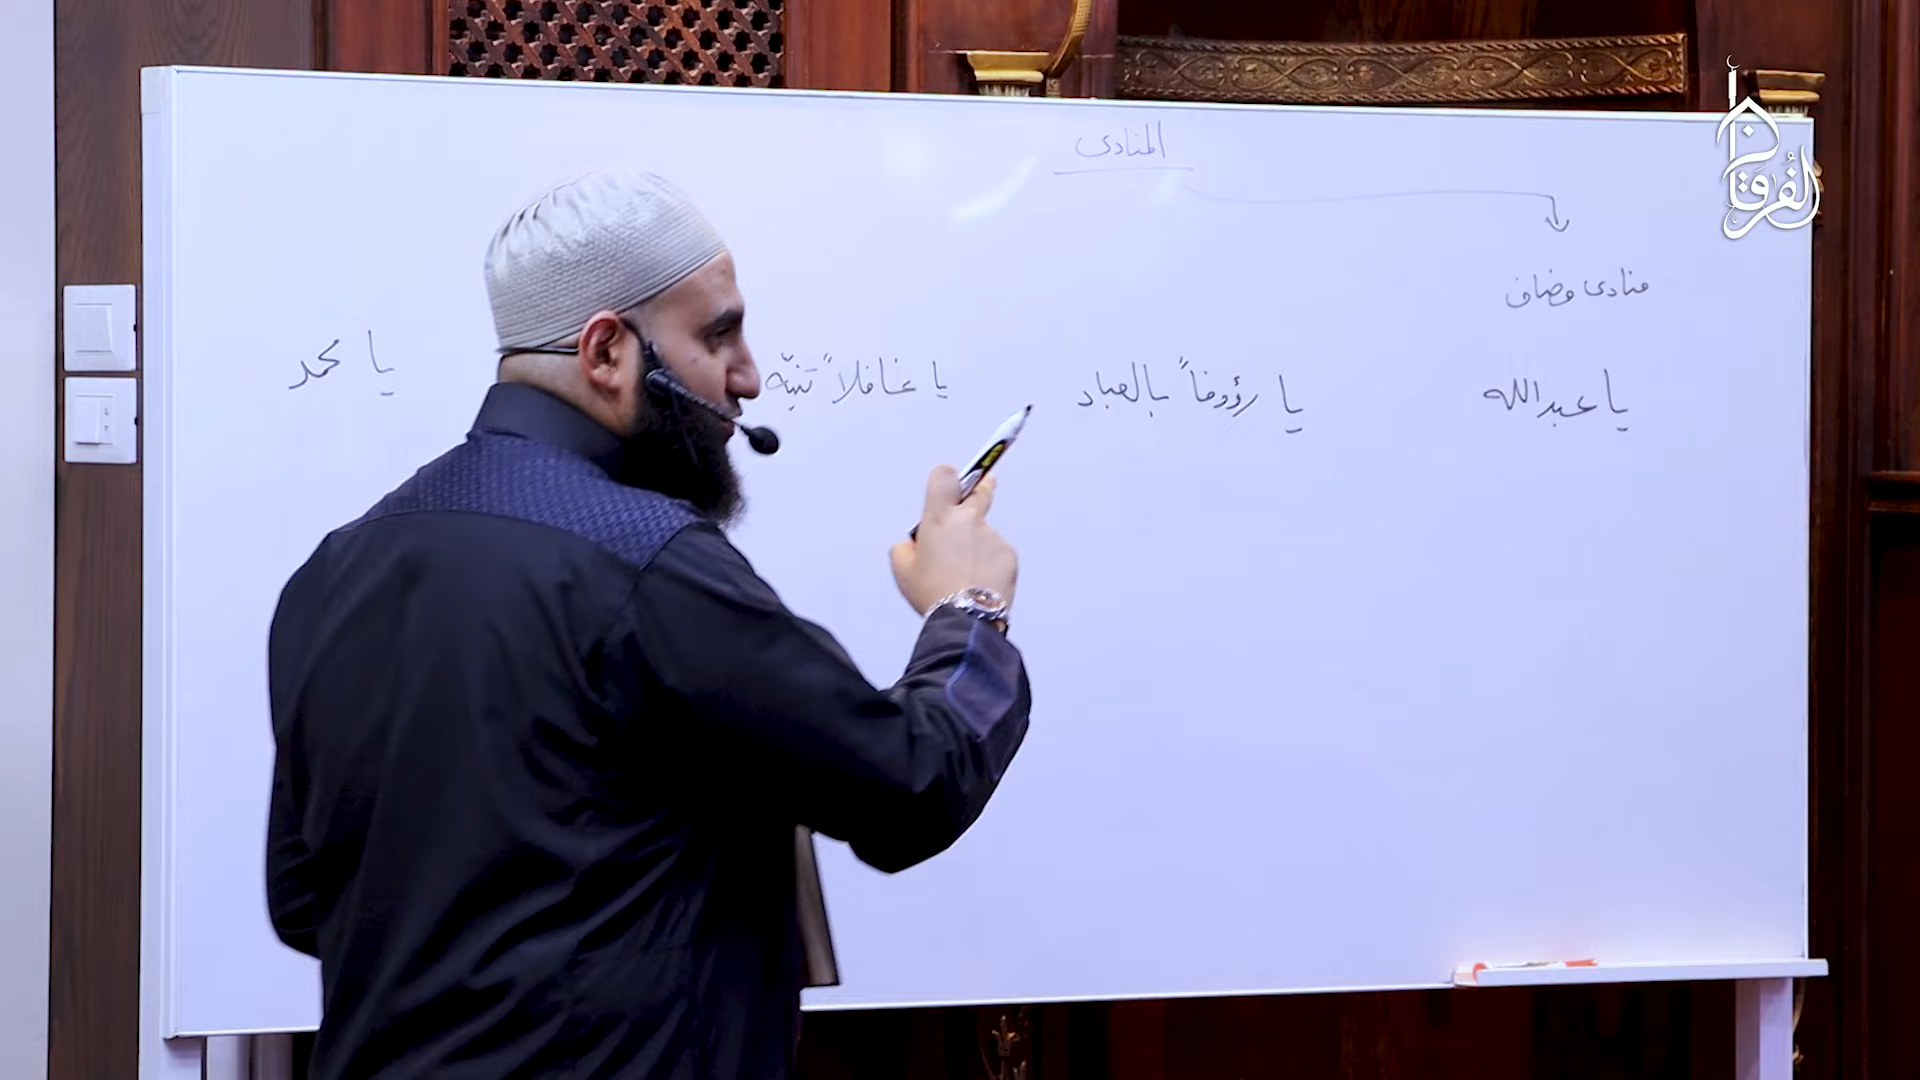 المنادى
منادى مضاف
يا عبدالله
يا رؤوفاً بالعباد
يا غافلاً تنبّه
يا محمد
الفرقان